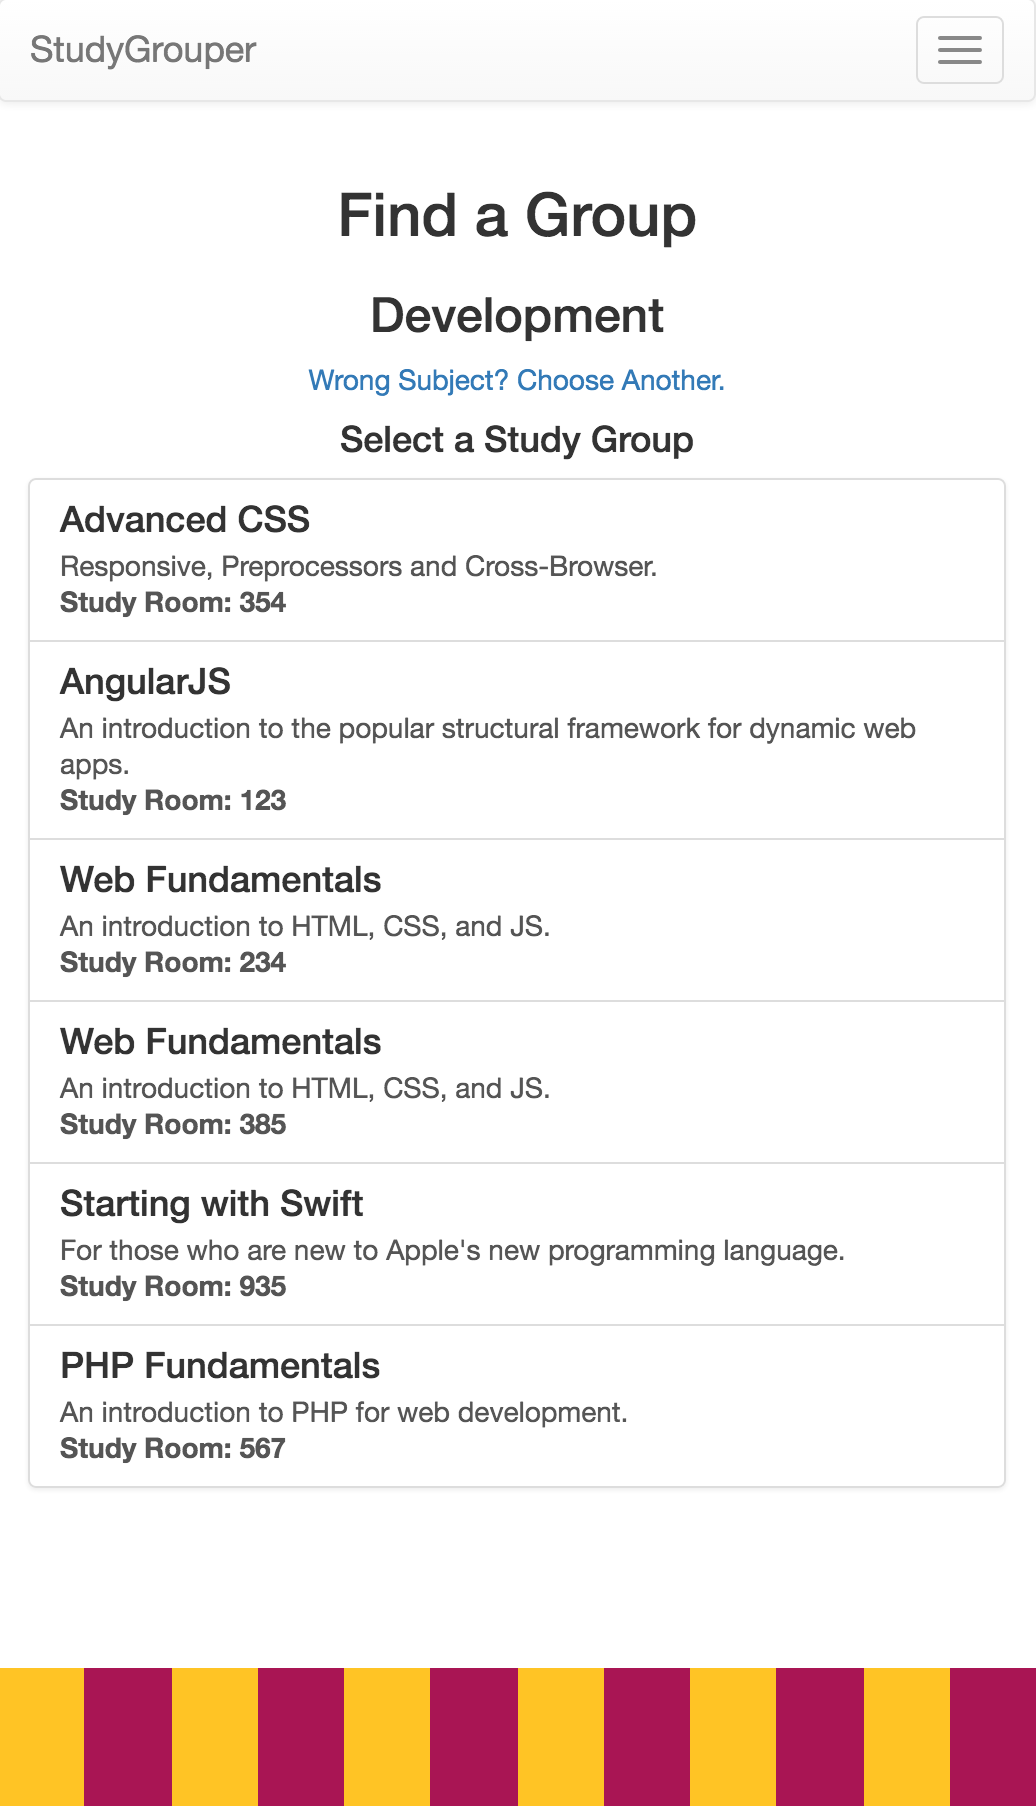 StudyGrouper
Find a Group
Development
Wrong Subject? Choose Another.
Select a Study Group
Advanced CSS
Responsive, Preprocessors and Cross-Browser.
Study Room: 354
AngularJS
An introduction to the popular structural framework for dynamic web
apps.
Study Room: 123
Web Fundamentals
An introduction to HTML, CSS, and JS.
Study Room: 234
Web Fundamentals
An introduction to HTML, CSS, and JS.
Study Room: 385
Starting with Swift
For those who are new to Apple's new programming language.
Study Room: 935
PHP Fundamentals
An introduction to PHP for web development.
Study Room: 567